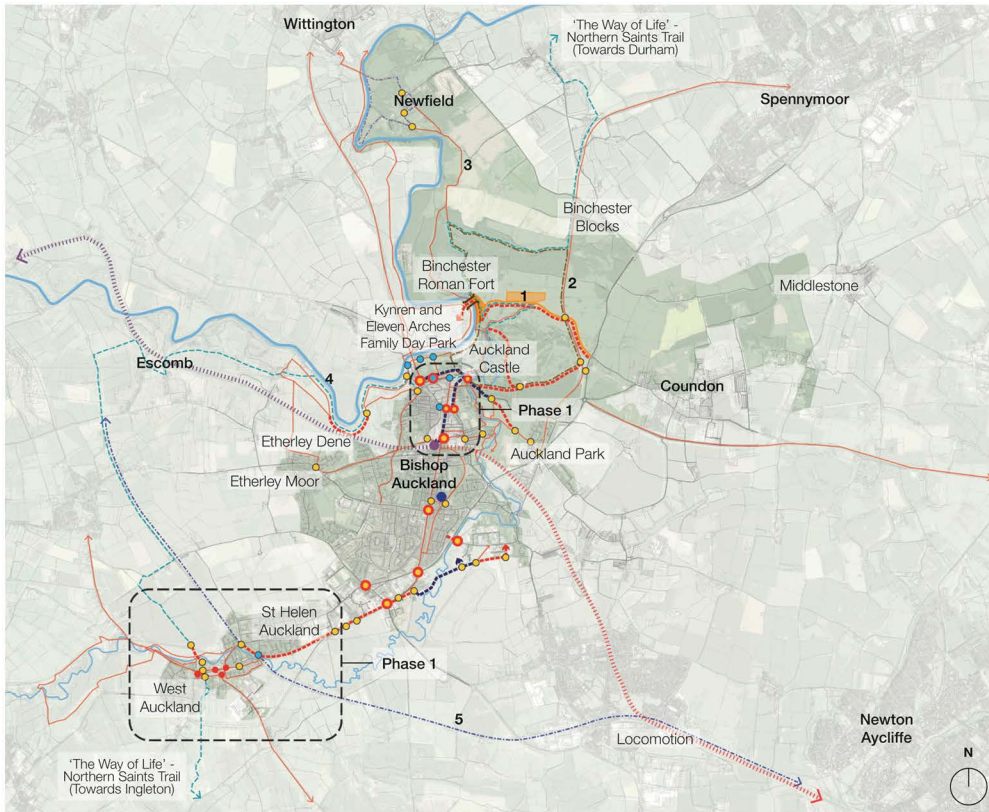 Wittington
'The Way of Life' -
Northern Saints Trail
(Towards Durham)
Newfield
Spennymoor
3
Binchester
Blocks
Binchester
Roman Fort
1
2
Middlestone
Kynren and
Eleven Arches
Family Day Park
Escomb
4
Auckland
Castle
Coundon
Phase 1
Etherley Dene
Auckland Park
Etherley Moor
Bishop
Auckland
St Helen
Auckland
Phase 1
West
Auckland
5
Locomotion
Newton
Aycliffe
'The Way of Life' -
Northern Saints Trail
(Towards Ingleton)
N